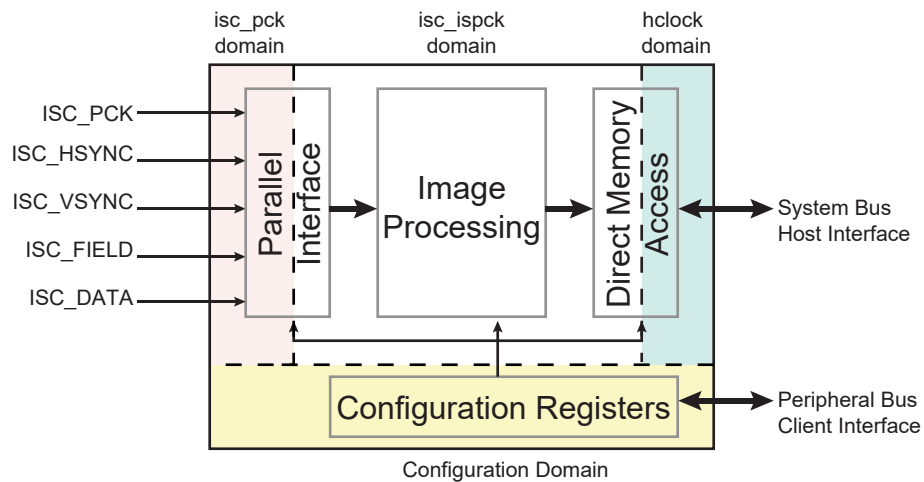 isc_pck
domain
isc_ispck
domain
hclock
domain
ISC_PCK
ISC_HSYNC
ISC_VSYNC
ISC_FIELD
ISC_DATA
Parallel
Interface
Image
Processing
Direct Memory
Access
System Bus
Host Interface
Configuration Registers
Peripheral Bus
Client Interface
Configuration Domain